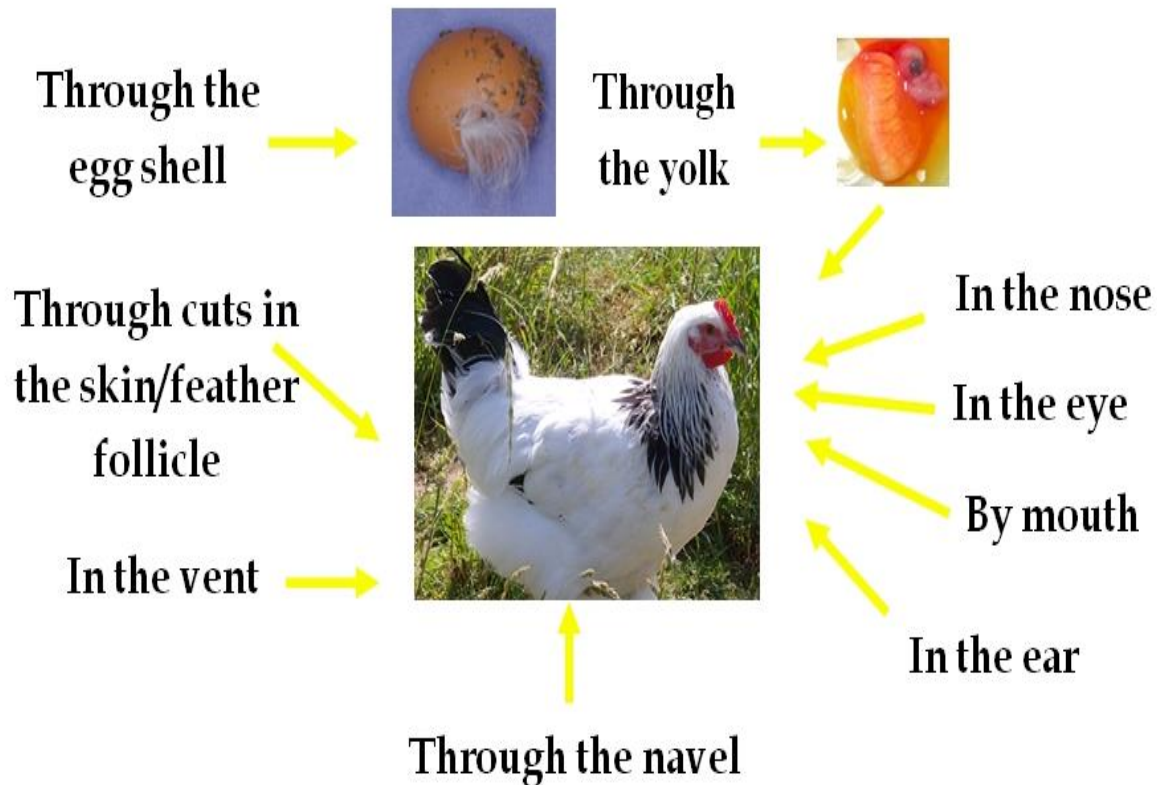 Through the
egg shell
Through
the yolk
Through cuts in
the skin/feather
follicle
In the nose
In the eye
By mouth
In the vent
In the ear
Through the navel